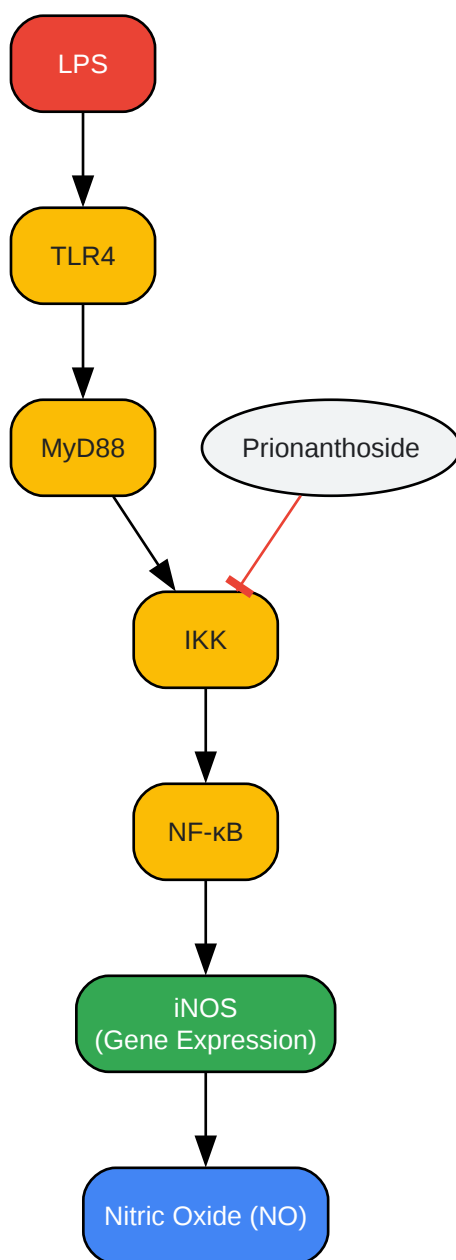 LPS
TLR4
MyD88
Prionanthoside
IKK
NF-κB
iNOS
(Gene Expression)
Nitric Oxide (NO)